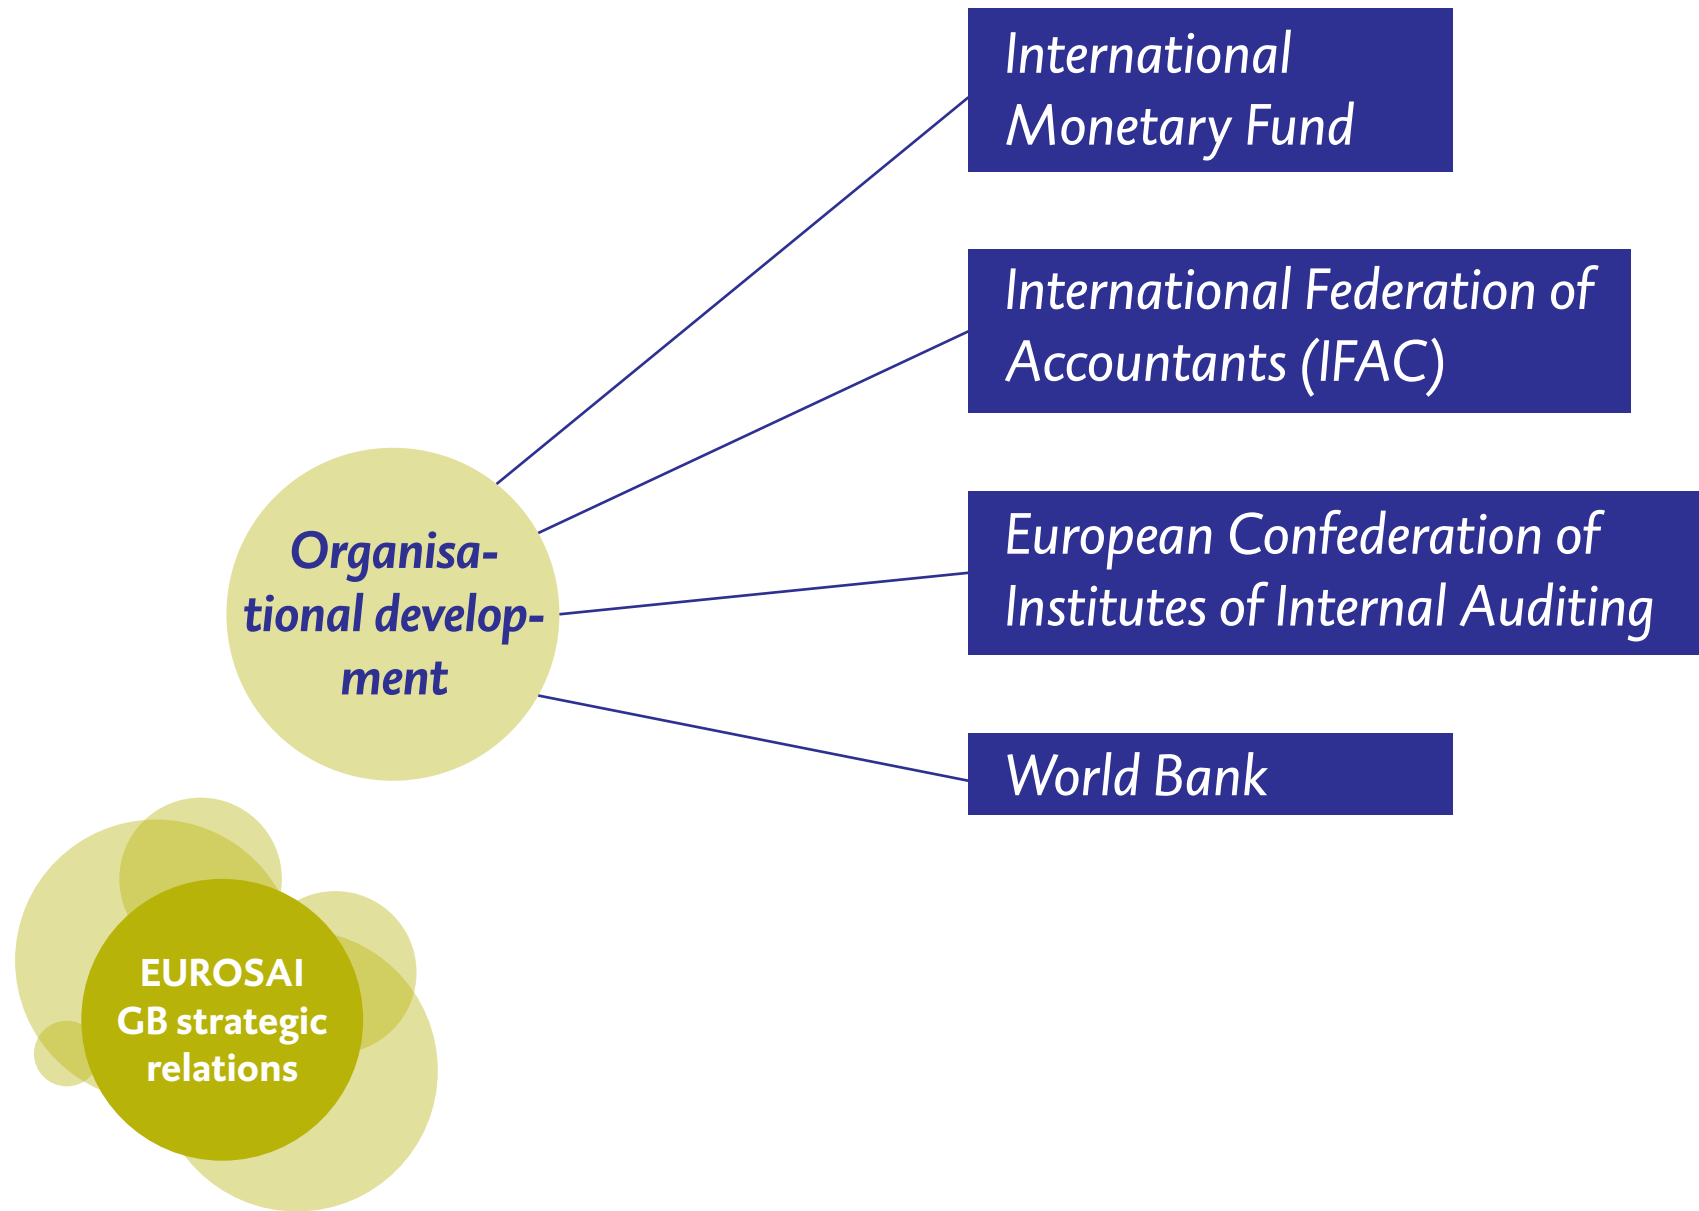 International
Monetary Fund
International Federation of
Accountants (IFAC)
European Confederation of
Institutes of Internal Auditing
World Bank
Organisa-
tional develop-
ment
EUROSAI
GB strategic
relations